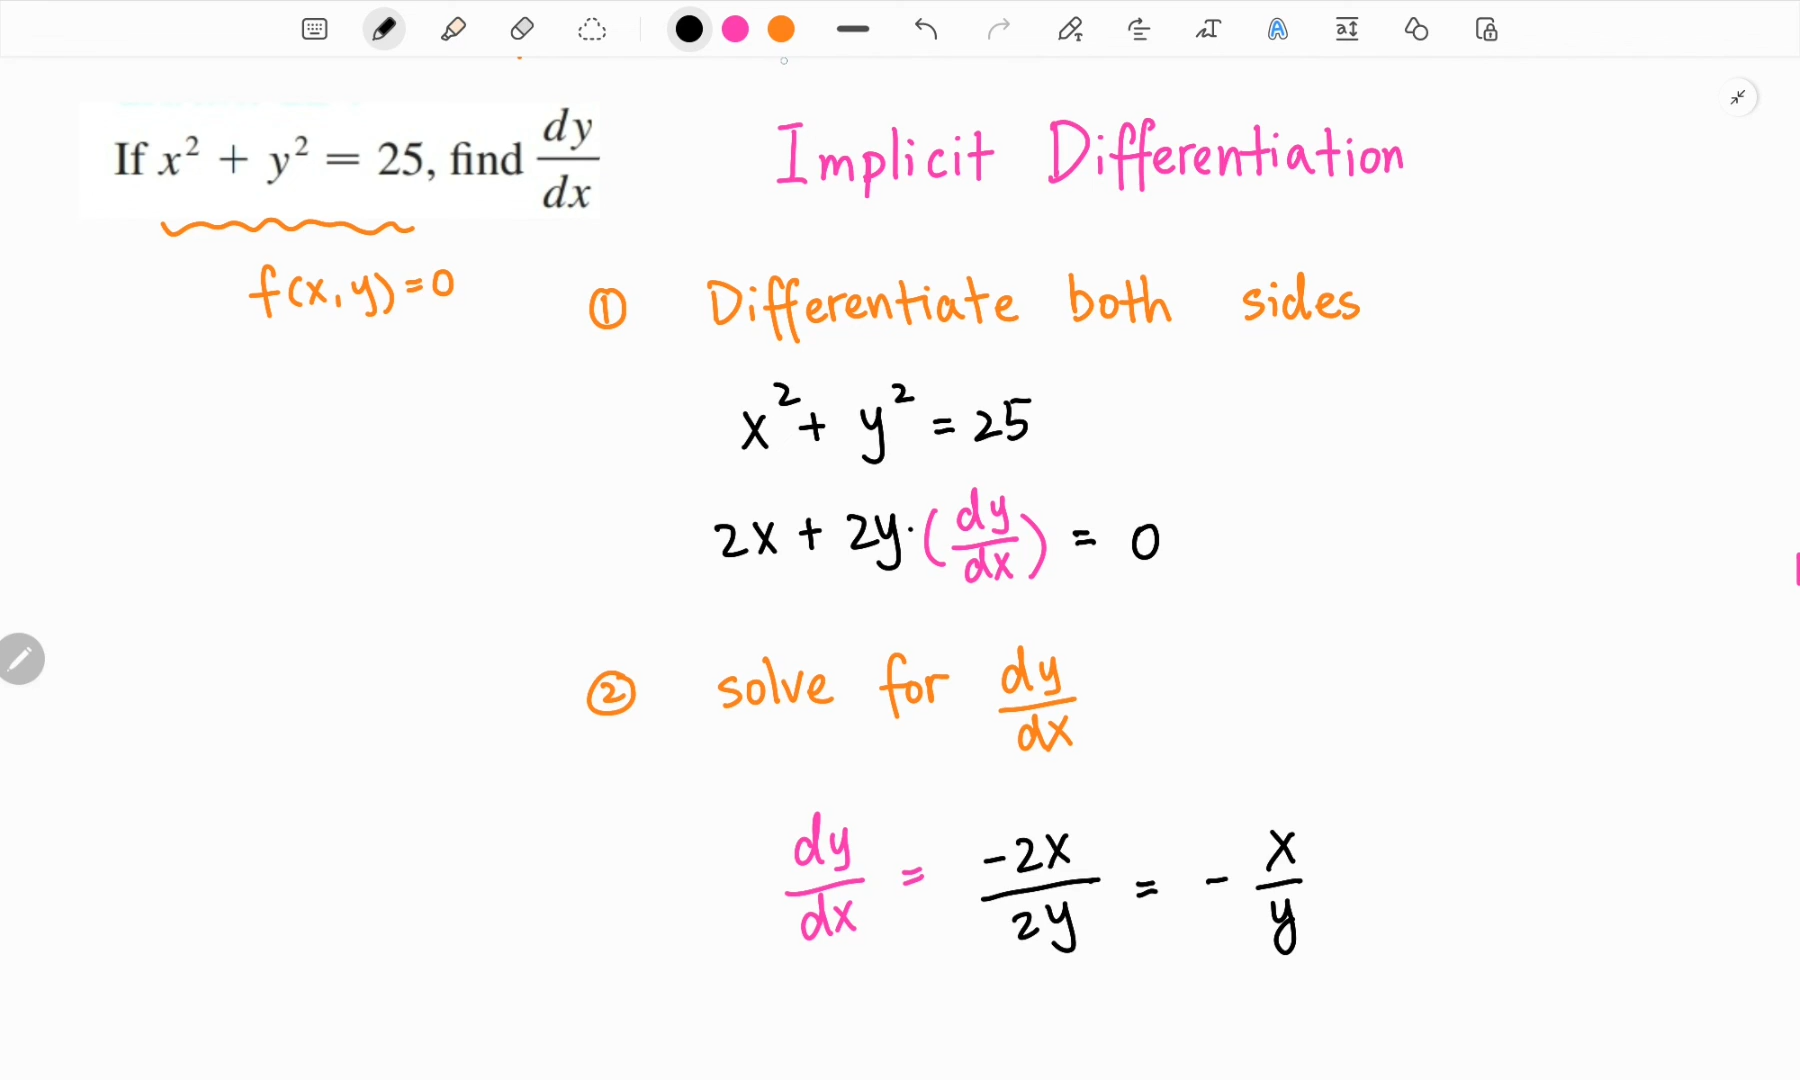 If x² + y² = 25, find dy/dx
Implicit Differentiation
f(x,y)=0
① Differentiate both sides
x² + y² = 25
2x + 2y·(dy/dx) = 0
② solve for dy/dx
dy/dx = -2x/2y = - x/y